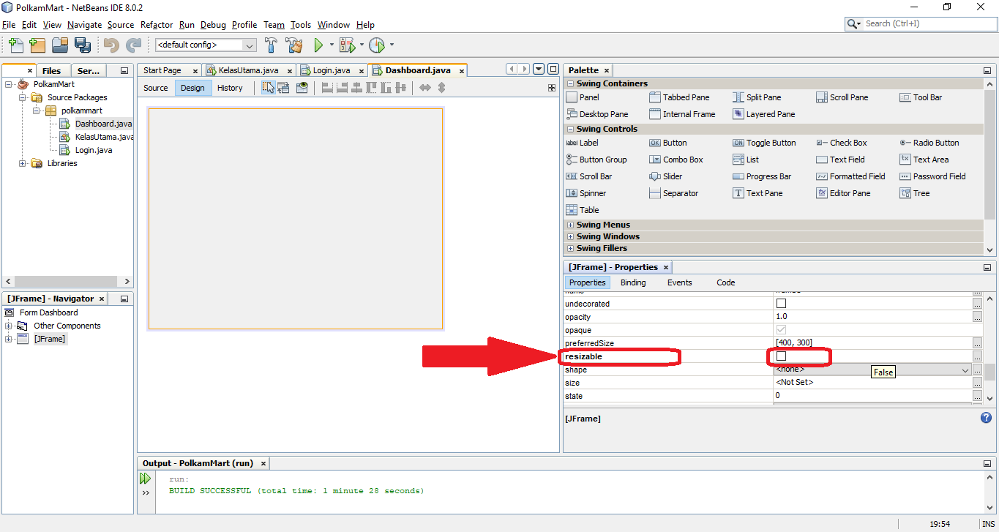 PolkamMart - NetBeans IDE 8.0.2
File Edit View Navigate Source Refactor Run Debug Profile Team Tools Window Help
Search (Ctrl+I)
<default config>
Files Ser...
PolkamMart
Source Packages
polkammart
Dashboard.java
KelasUtama.java
Login.java
Libraries
[JFrame] - Navigator
Form Dashboard
Other Components
[JFrame]
Start Page KelasUtama.java Login.java Dashboard.java
Source Design History
Palette
Swing Containers
Panel Tabbed Pane Split Pane Scroll Pane Tool Bar
Desktop Pane Internal Frame Layered Pane
Swing Controls
Label Button Toggle Button Check Box Radio Button
Button Group Combo Box List Text Field Text Area
Scroll Bar Slider Progress Bar Formatted Field Password Field
Spinner Separator Text Pane Editor Pane Tree
Table
Swing Menus
Swing Windows
Swing Fillers
[JFrame] - Properties
Properties Binding Events Code
undecorated
opacity 1.0
opaque
preferredSize [400, 300]
resizable
shape <none>
False
size <Not Set>
state 0
[JFrame]
Output - PolkamMart (run)
run:
BUILD SUCCESSFUL (total time: 1 minute 28 seconds)
19:54 INS